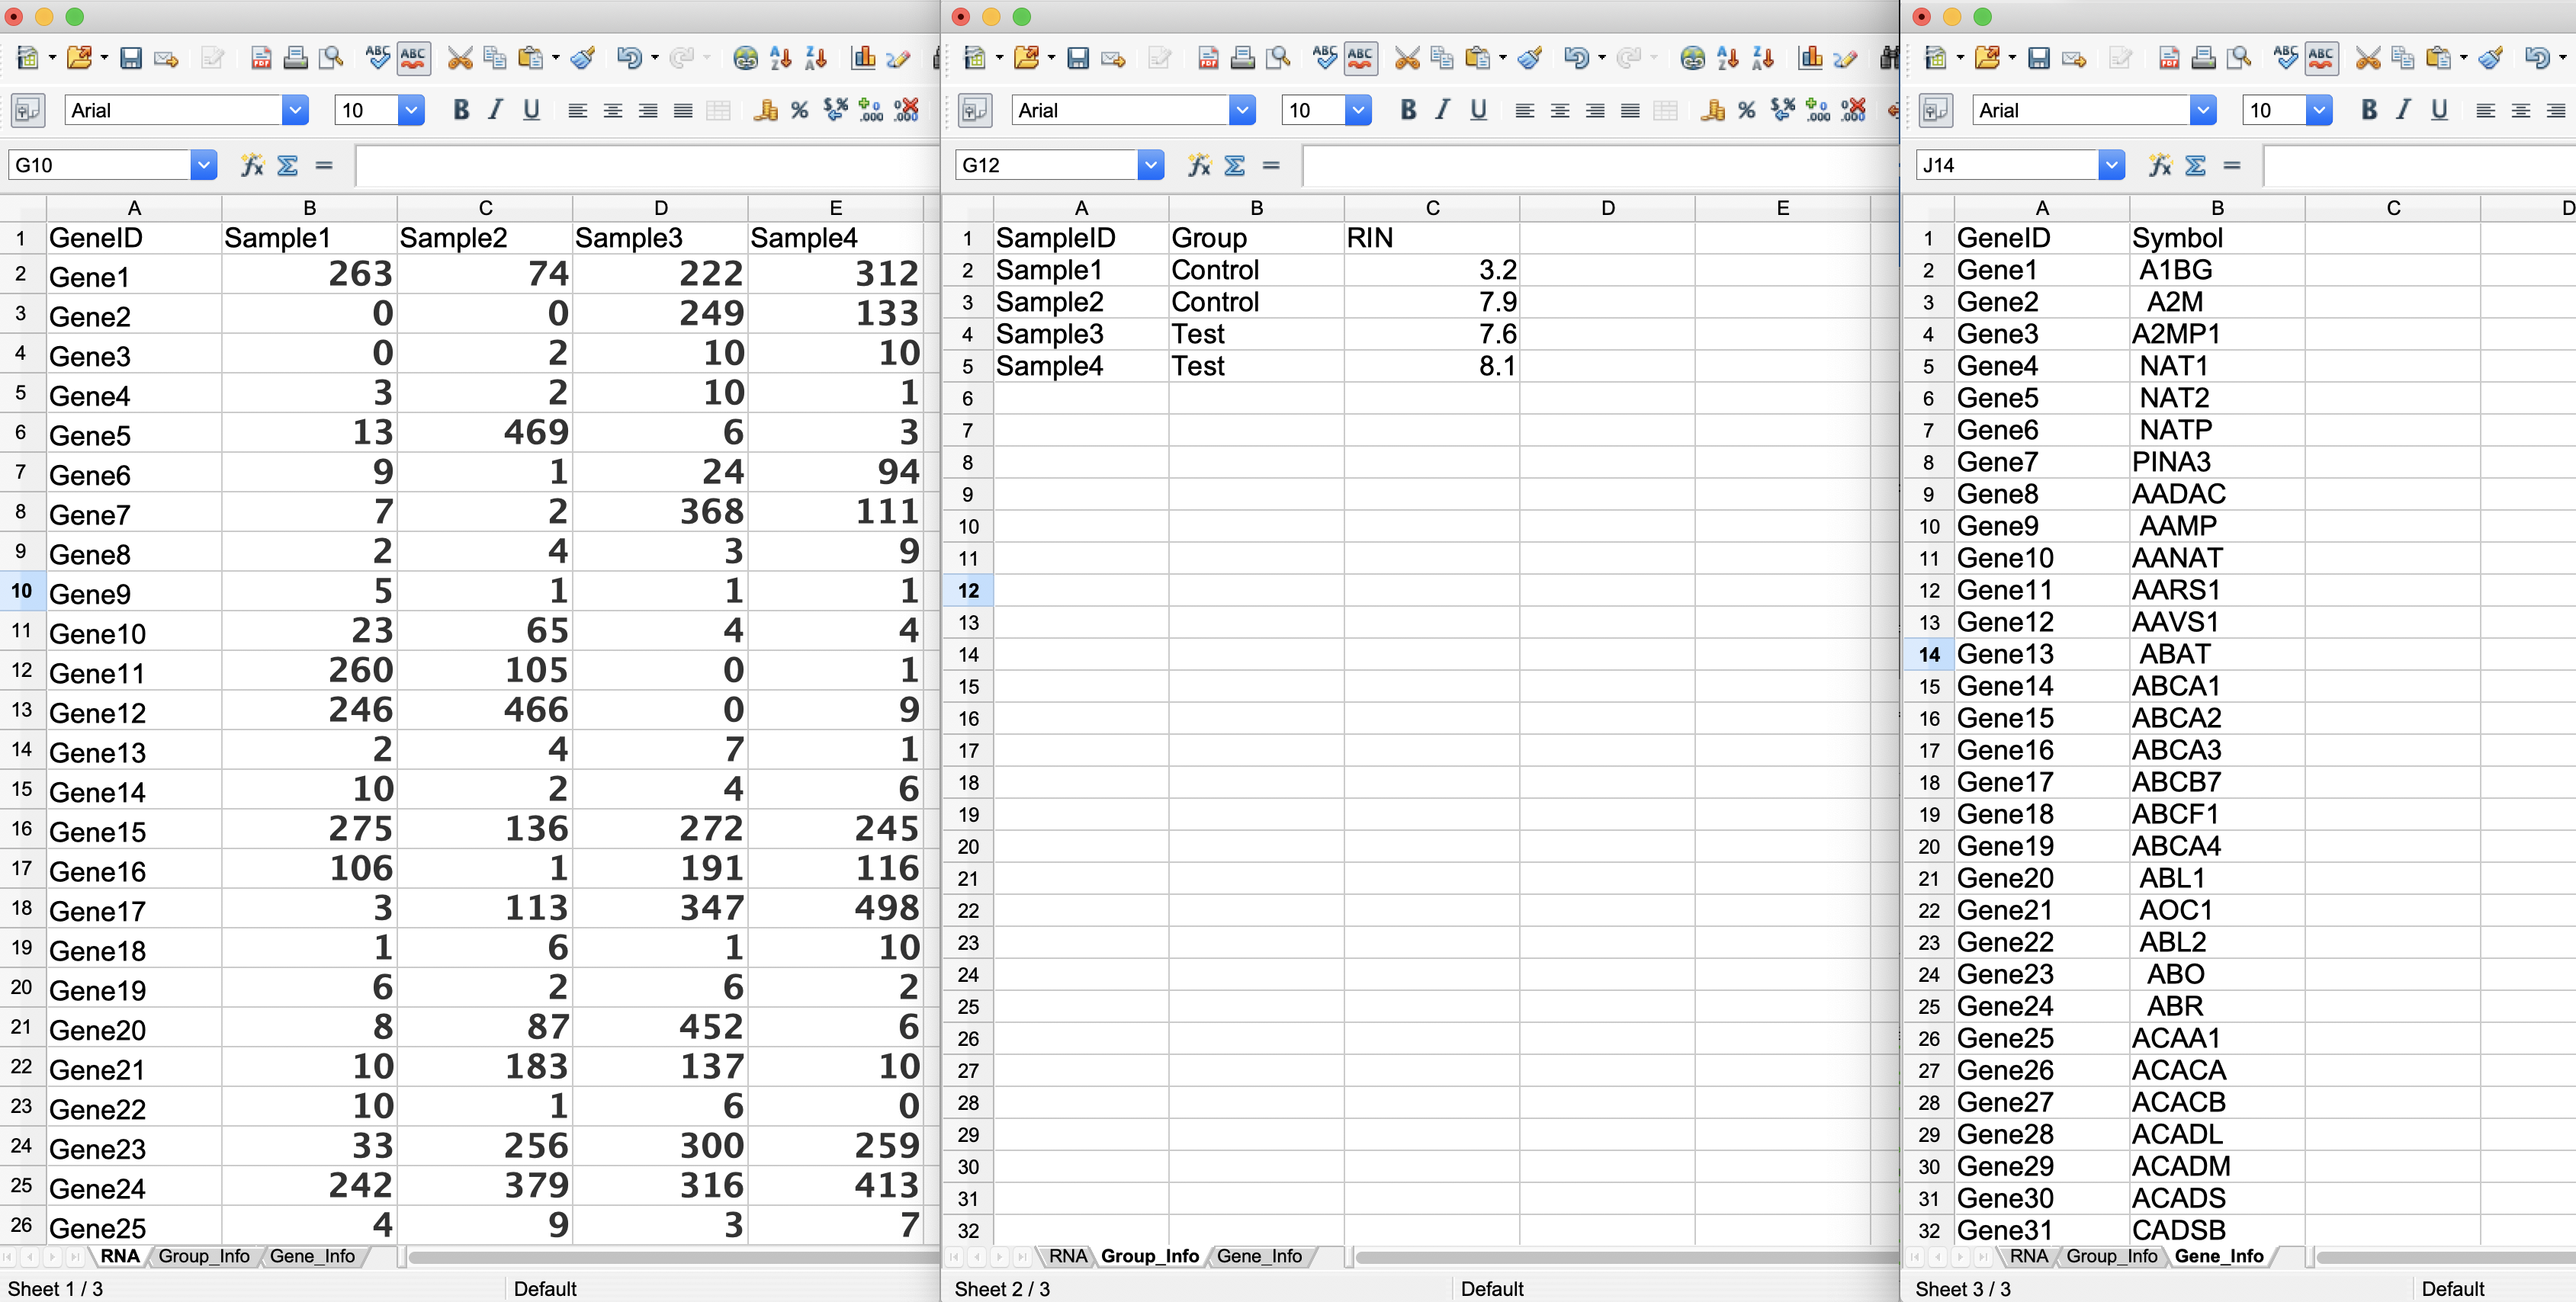 ABC ABC
ABC ABC
ABC ABC
Arial 10 B I U
Arial 10 B I U
Arial 10 B I U
G10
G12
J14
A B C D E
1 GeneID Sample1 Sample2 Sample3 Sample4
2 Gene1 263 74 222 312
3 Gene2 0 0 249 133
4 Gene3 0 2 10 10
5 Gene4 3 2 10 1
6 Gene5 13 469 6 3
7 Gene6 9 1 24 94
8 Gene7 7 2 368 111
9 Gene8 2 4 3 9
10 Gene9 5 1 1 1
11 Gene10 23 65 4 4
12 Gene11 260 105 0 1
13 Gene12 246 466 0 9
14 Gene13 2 4 7 1
15 Gene14 10 2 4 6
16 Gene15 275 136 272 245
17 Gene16 106 1 191 116
18 Gene17 3 113 347 498
19 Gene18 1 6 1 10
20 Gene19 6 2 6 2
21 Gene20 8 87 452 6
22 Gene21 10 183 137 10
23 Gene22 10 1 6 0
24 Gene23 33 256 300 259
25 Gene24 242 379 316 413
26 Gene25 4 9 3 7
RNA Group_Info Gene_Info
Sheet 1 / 3 Default
A B C D E
1 SampleID Group RIN
2 Sample1 Control 3.2
3 Sample2 Control 7.9
4 Sample3 Test 7.6
5 Sample4 Test 8.1
6
7
8
9
10
11
12
13
14
15
16
17
18
19
20
21
22
23
24
25
26
27
28
29
30
31
32
RNA Group_Info Gene_Info
Sheet 2 / 3 Default
A B C D
1 GeneID Symbol
2 Gene1 A1BG
3 Gene2 A2M
4 Gene3 A2MP1
5 Gene4 NAT1
6 Gene5 NAT2
7 Gene6 NATP
8 Gene7 PINA3
9 Gene8 AADAC
10 Gene9 AAMP
11 Gene10 AANAT
12 Gene11 AARS1
13 Gene12 AAVS1
14 Gene13 ABAT
15 Gene14 ABCA1
16 Gene15 ABCA2
17 Gene16 ABCA3
18 Gene17 ABCB7
19 Gene18 ABCF1
20 Gene19 ABCA4
21 Gene20 ABL1
22 Gene21 AOC1
23 Gene22 ABL2
24 Gene23 ABO
25 Gene24 ABR
26 Gene25 ACAA1
27 Gene26 ACACA
28 Gene27 ACACB
29 Gene28 ACADL
30 Gene29 ACADM
31 Gene30 ACADS
32 Gene31 CADSB
RNA Group_Info Gene_Info
Sheet 3 / 3 Default